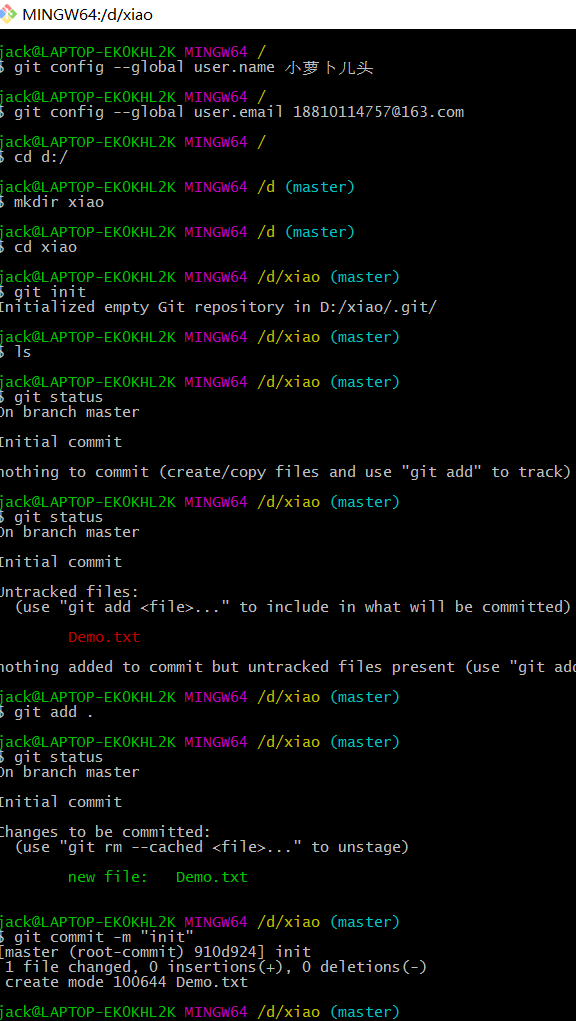 MINGW64:/d/xiao
jack@LAPTOP-EK0KHL2K MINGW64 /
$ git config --global user.name 小萝卜儿头
jack@LAPTOP-EK0KHL2K MINGW64 /
$ git config --global user.email 18810114757@163.com
jack@LAPTOP-EK0KHL2K MINGW64 /
$ cd d:/
jack@LAPTOP-EK0KHL2K MINGW64 /d (master)
$ mkdir xiao
jack@LAPTOP-EK0KHL2K MINGW64 /d (master)
$ cd xiao
jack@LAPTOP-EK0KHL2K MINGW64 /d/xiao (master)
$ git init
Initialized empty Git repository in D:/xiao/.git/
jack@LAPTOP-EK0KHL2K MINGW64 /d/xiao (master)
$ ls
jack@LAPTOP-EK0KHL2K MINGW64 /d/xiao (master)
$ git status
On branch master
Initial commit
nothing to commit (create/copy files and use "git add" to track)
jack@LAPTOP-EK0KHL2K MINGW64 /d/xiao (master)
$ git status
On branch master
Initial commit
Untracked files:
(use "git add <file>..." to include in what will be committed)
Demo.txt
nothing added to commit but untracked files present (use "git add
jack@LAPTOP-EK0KHL2K MINGW64 /d/xiao (master)
$ git add .
jack@LAPTOP-EK0KHL2K MINGW64 /d/xiao (master)
$ git status
On branch master
Initial commit
Changes to be committed:
(use "git rm --cached <file>..." to unstage)
new file:   Demo.txt
jack@LAPTOP-EK0KHL2K MINGW64 /d/xiao (master)
$ git commit -m "init"
[master (root-commit) 910d924] init
1 file changed, 0 insertions(+), 0 deletions(-)
create mode 100644 Demo.txt
jack@LAPTOP-EK0KHL2K MINGW64 /d/xiao (master)